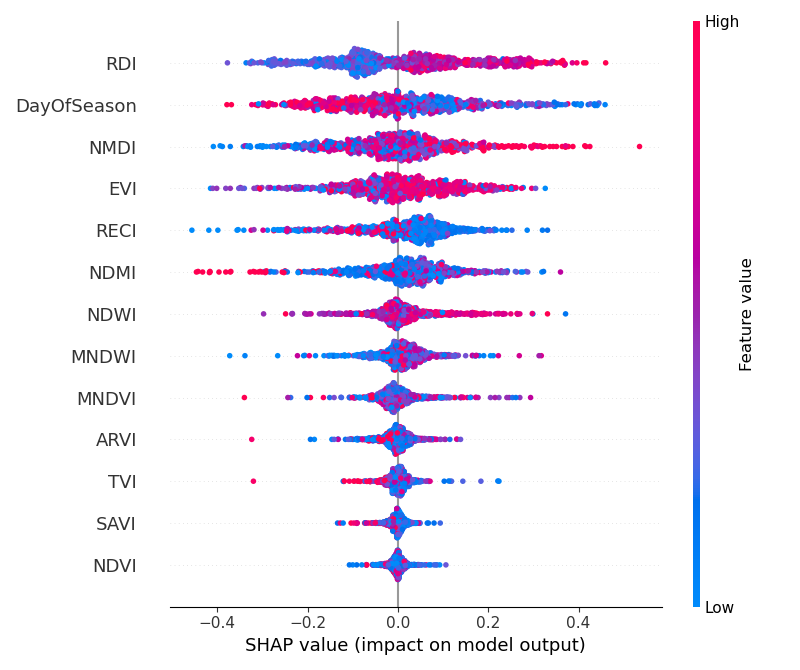 High
RDI
DayOfSeason
NMDI
EVI
RECI
NDMI
NDWI
MNDWI
MNDVI
ARVI
TVI
SAVI
NDVI
Feature value
Low
−0.4 −0.2 0.0 0.2 0.4
SHAP value (impact on model output)